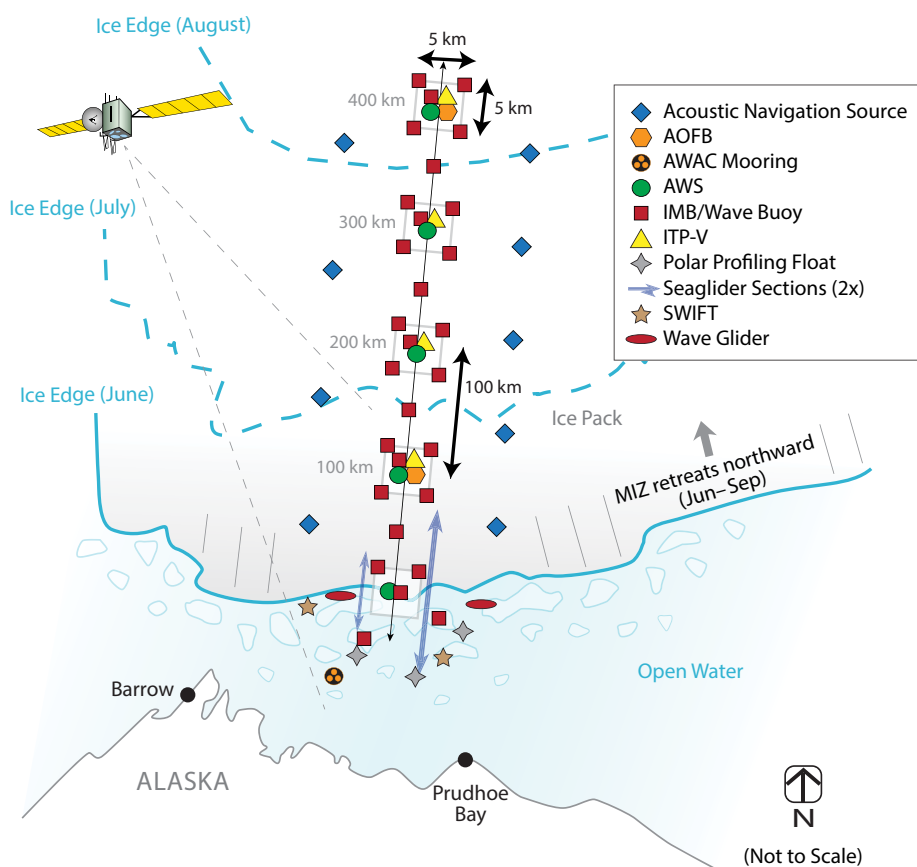 Ice Edge (August)
5 km
400 km
5 km
Ice Edge (July)
300 km
200 km
100 km
Ice Edge (June)
Ice Pack
100 km
MIZ retreats northward
(Jun–Sep)
Acoustic Navigation Source
AOFB
AWAC Mooring
AWS
IMB/Wave Buoy
ITP-V
Polar Profiling Float
Seaglider Sections (2x)
SWIFT
Wave Glider
Open Water
Barrow
ALASKA
Prudhoe
Bay
N
(Not to Scale)